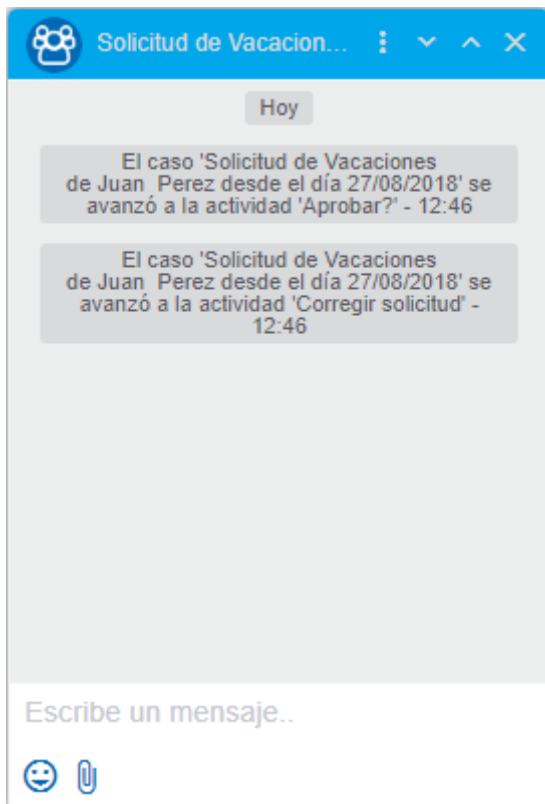 Solicitud de Vacacion...
Hoy
El caso 'Solicitud de Vacaciones
de Juan  Perez desde el día 27/08/2018' se
avanzó a la actividad 'Aprobar?' - 12:46
El caso 'Solicitud de Vacaciones
de Juan  Perez desde el día 27/08/2018' se
avanzó a la actividad 'Corregir solicitud' -
12:46
Escribe un mensaje..